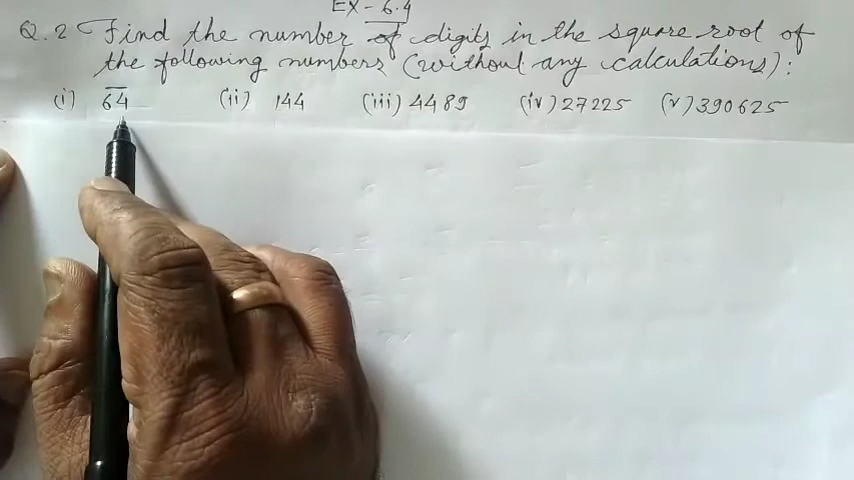 EX-6.4
Q.2 Find the number of digits in the square root of
the following numbers (without any calculations):
(i) 64 (ii) 144 (iii) 4489 (iv) 27225 (v) 390625